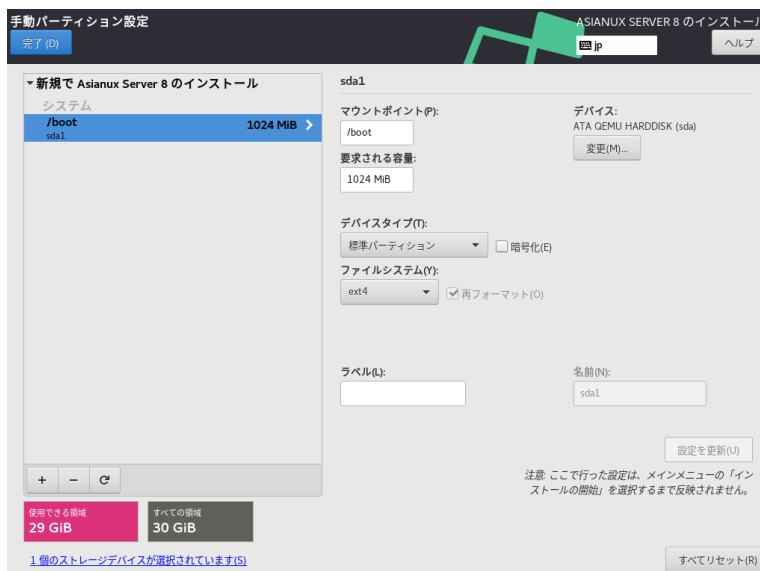 手動パーティション設定
ASIANUX SERVER 8 のインストール
完了 (D)
jp
ヘルプ
新規で Asianux Server 8 のインストール
システム
/boot
1024 MiB
sda1
sda1
マウントポイント(P):
/boot
要求される容量:
1024 MiB
デバイス:
ATA QEMU HARDDISK (sda)
変更(M)...
デバイスタイプ(T):
標準パーティション
暗号化(E)
ファイルシステム(Y):
ext4
再フォーマット(O)
ラベル(L):
名前(N):
sda1
設定を更新(U)
注意: ここで行った設定は、メインメニューの「イン
ストールの開始」を選択するまで反映されません。
+ −
使用できる領域
29 GiB
すべての領域
30 GiB
1 個のストレージデバイスが選択されています(S)
すべてリセット(R)